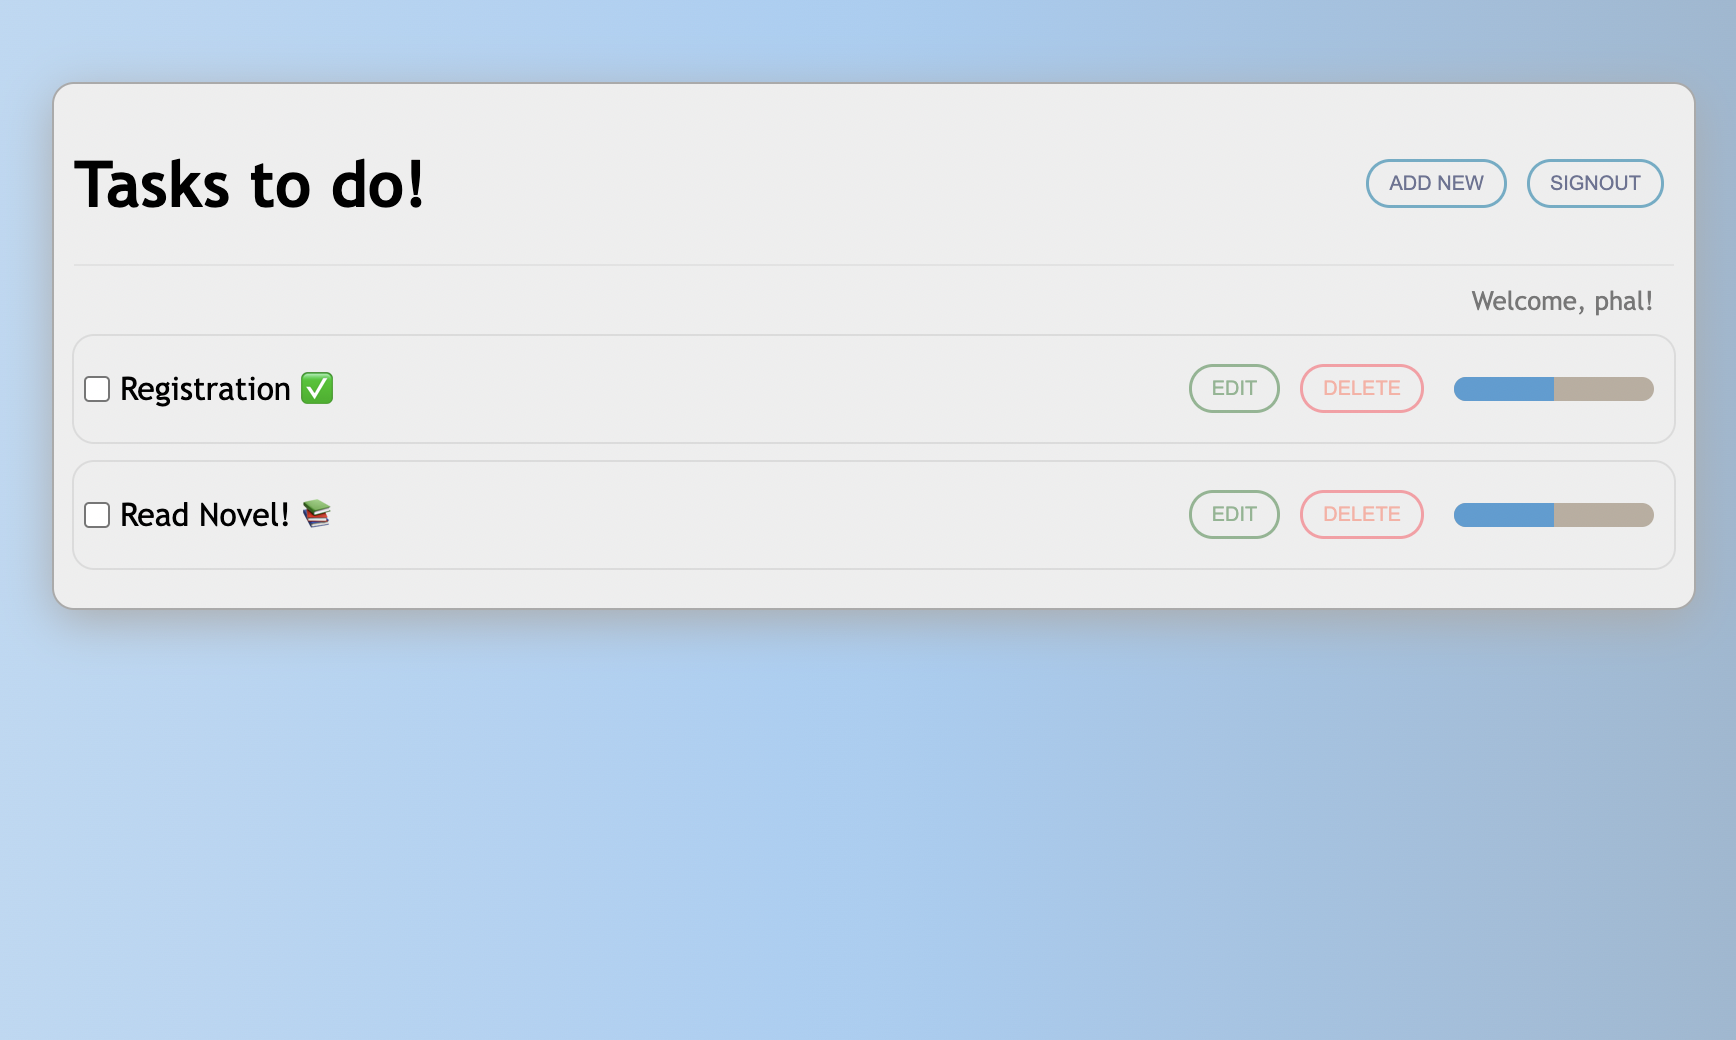 Tasks to do!
ADD NEW SIGNOUT
Welcome, phal!
Registration ✅ EDIT DELETE
Read Novel! 📚 EDIT DELETE